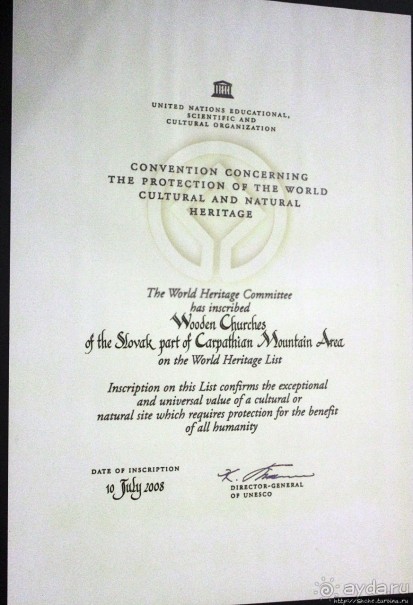 UNITED NATIONS EDUCATIONAL,
SCIENTIFIC AND
CULTURAL ORGANIZATION
CONVENTION CONCERNING
THE PROTECTION OF THE WORLD
CULTURAL AND NATURAL
HERITAGE
The World Heritage Committee
has inscribed
Wooden Churches
of the Slovak part of Carpathian Mountain Area
on the World Heritage List
Inscription on this List confirms the exceptional
and universal value of a cultural or
natural site which requires protection for the benefit
of all humanity
DATE OF INSCRIPTION
10 July 2008
DIRECTOR-GENERAL
OF UNESCO
ayda.ru